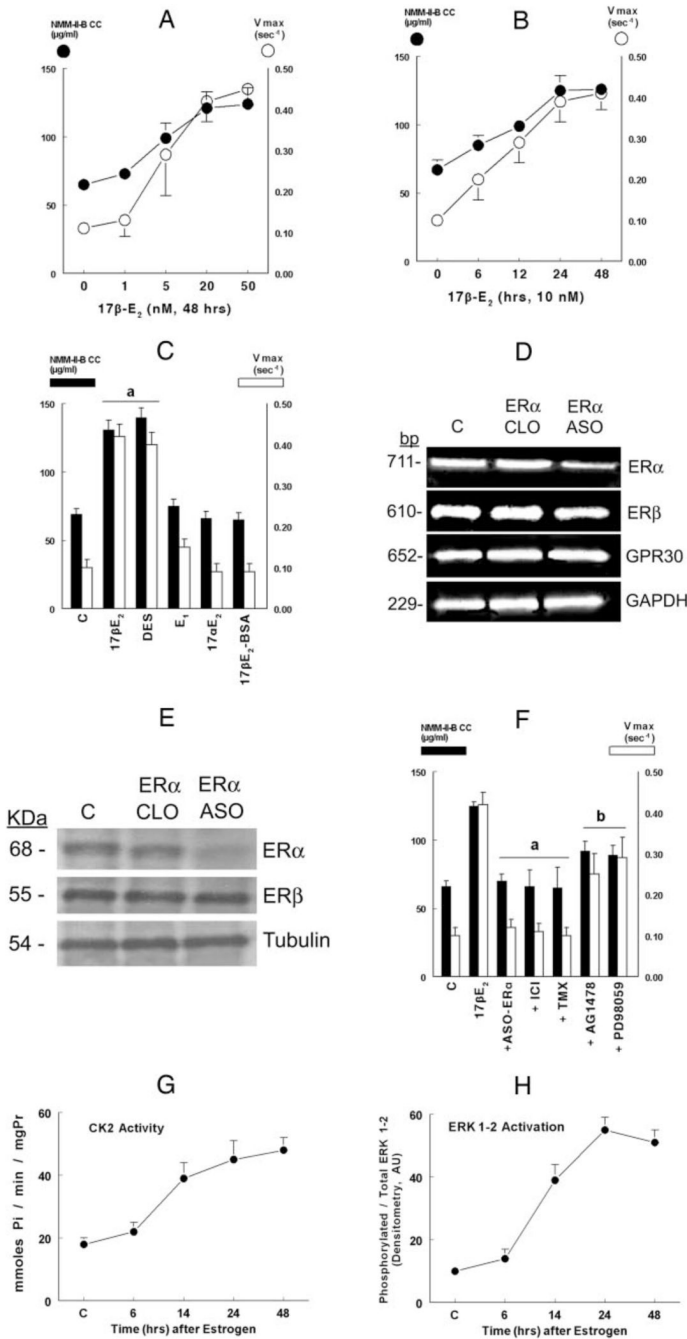 A
NMM-II-B CC
(µg/ml)
V max
(sec⁻¹)
150
100
50
0
0.50
0.40
0.30
0.20
0.10
0.00
0 1 5 20 50
17β-E₂ (nM, 48 hrs)
B
NMM-II-B CC
(µg/ml)
V max
(sec⁻¹)
150
100
50
0
0.50
0.40
0.30
0.20
0.10
0.00
0 6 12 24 48
17β-E₂ (hrs, 10 nM)
C
NMM-II-B CC
(µg/ml)
V max
(sec⁻¹)
a
150
100
50
0
0.50
0.40
0.30
0.20
0.10
0.00
C
17βE₂
DES
E₁
17αE₂
17βE₂-BSA
D
C ERα CLO ERα ASO
bp
711- ERα
610- ERβ
652- GPR30
229- GAPDH
E
C ERα CLO ERα ASO
KDa
68 - ERα
55 - ERβ
54 - Tubulin
F
NMM-II-B CC
(µg/ml)
V max
(sec⁻¹)
a b
150
100
50
0
0.50
0.40
0.30
0.20
0.10
0.00
C
17βE₂
+ASO-ERα
+ ICI
+ TMX
+ AG1478
+ PD98059
G
CK2 Activity
mmoles Pi / min / mgPr
60
40
20
0
C 6 14 24 48
Time (hrs) after Estrogen
H
ERK 1-2 Activation
Phosphorylated / Total ERK 1-2
(Densitometry, AU)
60
40
20
0
C 6 14 24 48
Time (hrs) after Estrogen